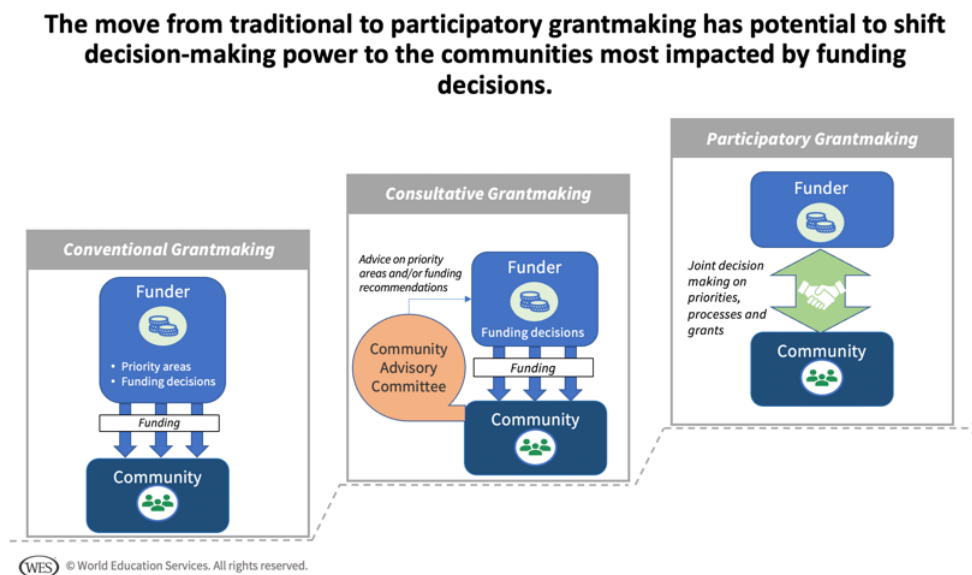 The move from traditional to participatory grantmaking has potential to shift
decision-making power to the communities most impacted by funding
decisions.
Conventional Grantmaking
Funder
• Priority areas
• Funding decisions
Funding
Community
Consultative Grantmaking
Advice on priority
areas and/or funding
recommendations
Funder
Funding decisions
Community
Advisory
Committee
Funding
Community
Participatory Grantmaking
Funder
Joint decision
making on
priorities,
processes and
grants
Community
WES
© World Education Services. All rights reserved.